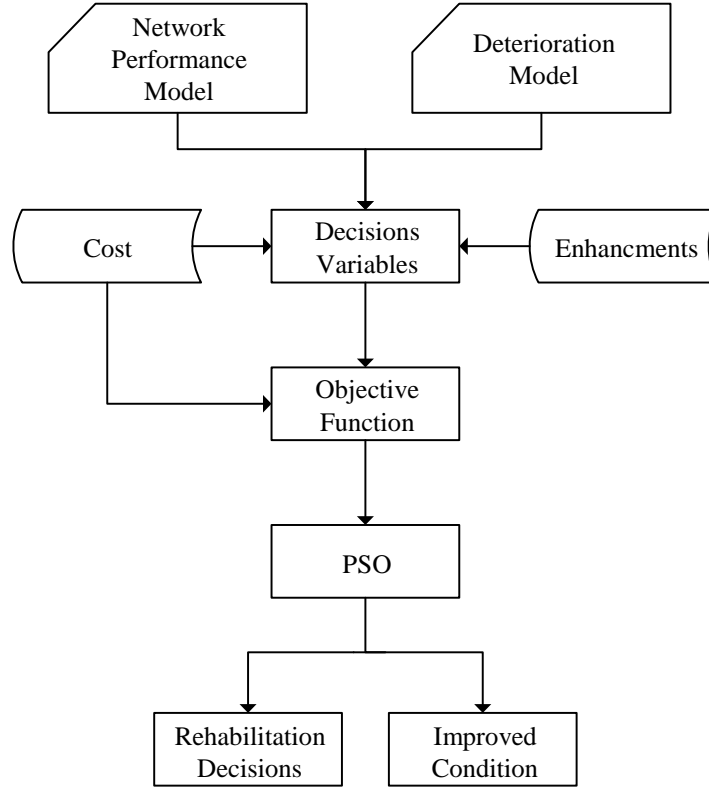 Network
Performance
Model
Deterioration
Model
Cost
Decisions
Variables
Enhancments
Objective
Function
PSO
Rehabilitation
Decisions
Improved
Condition